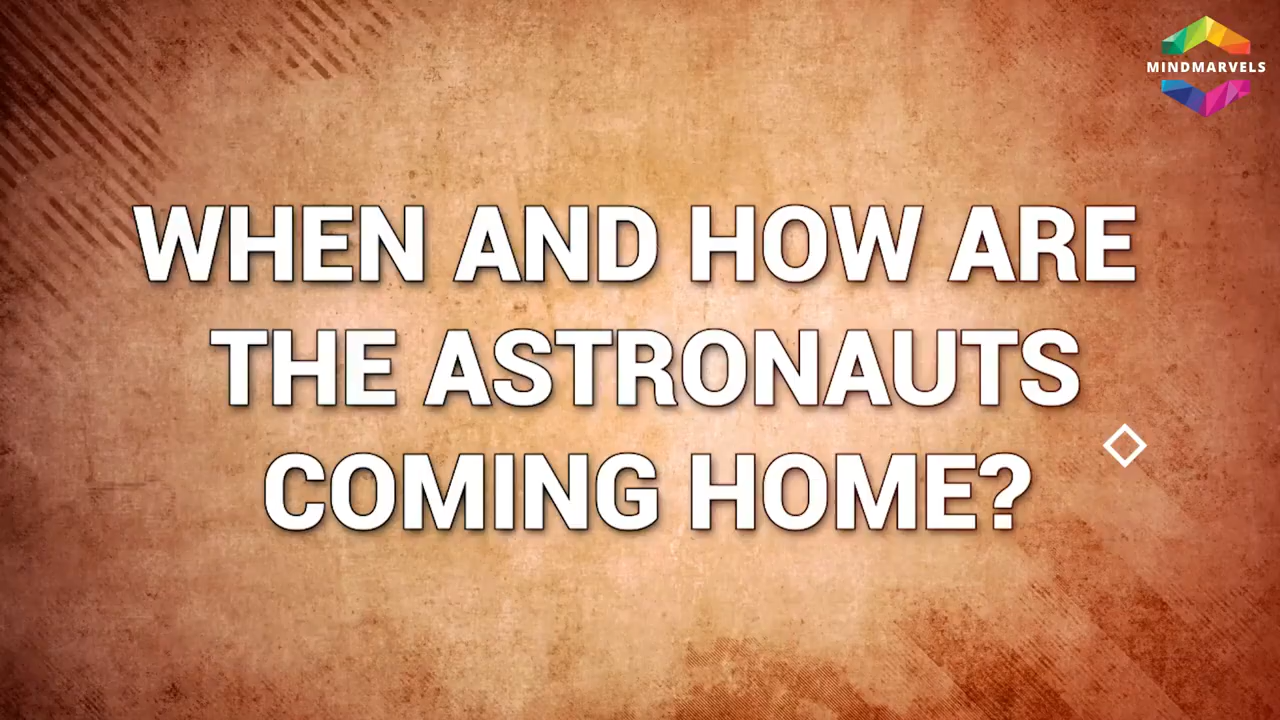 MINDMARVELS
WHEN AND HOW ARE
THE ASTRONAUTS
COMING HOME?